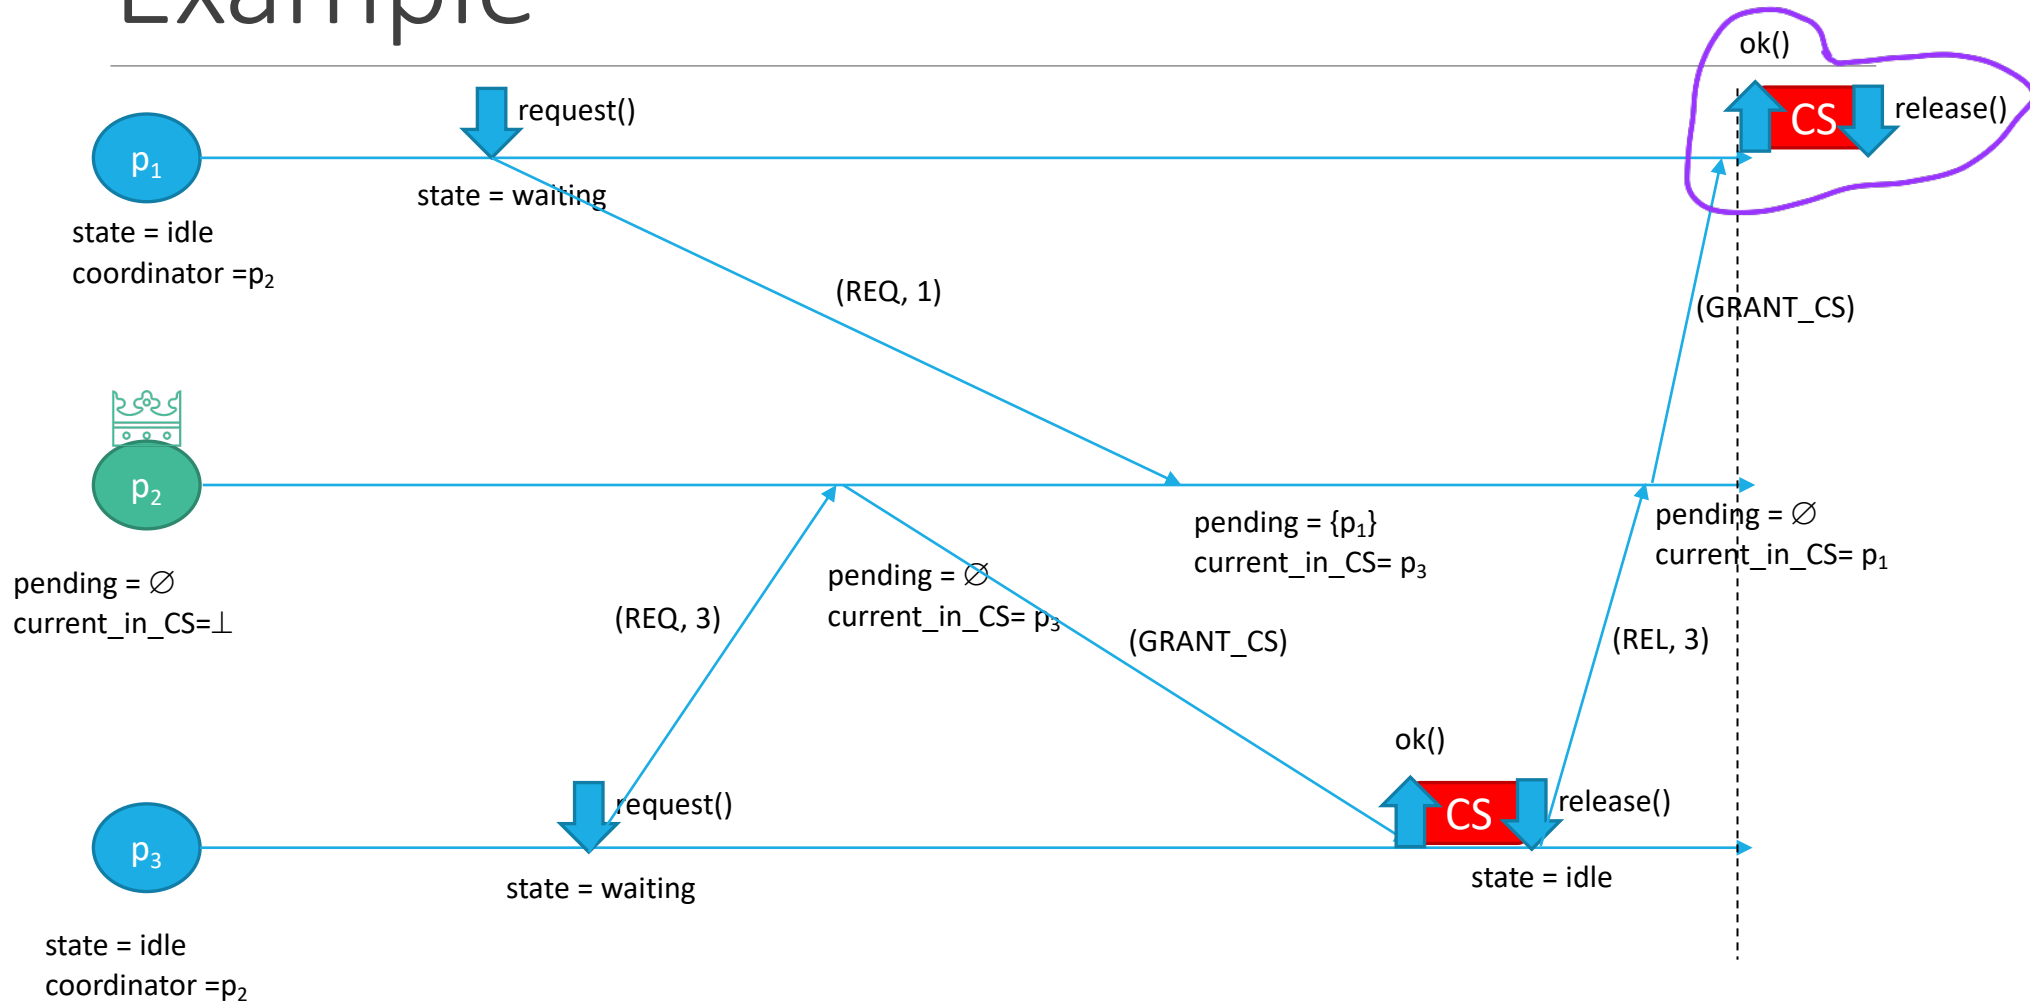 Example
ok()
CS
release()
request()
p₁
state = waiting
state = idle
coordinator =p₂
(REQ, 1)
(GRANT_CS)
p₂
pending = ∅
current_in_CS=⊥
(REQ, 3)
pending = ∅
current_in_CS= p₃
(GRANT_CS)
pending = {p₁}
current_in_CS= p₃
pending = ∅
current_in_CS= p₁
(REL, 3)
ok()
CS
release()
request()
p₃
state = waiting
state = idle
state = idle
coordinator =p₂